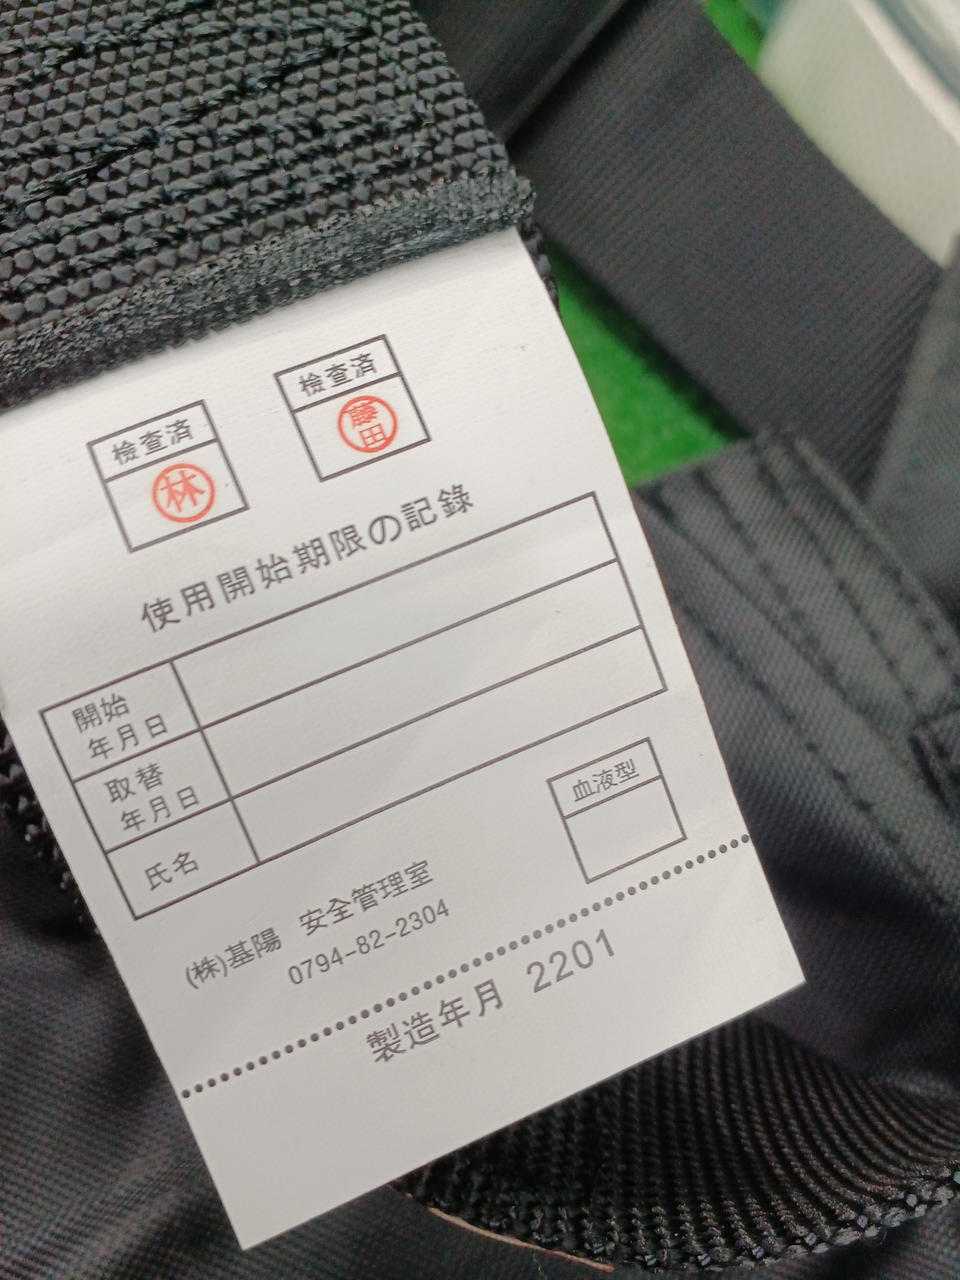 検査済
林
検査済
藤田
使用開始期限の記録
開始
年月日
取替
年月日
氏名
血液型
(株)基陽 安全管理室
0794-82-2304
製造年月 2201